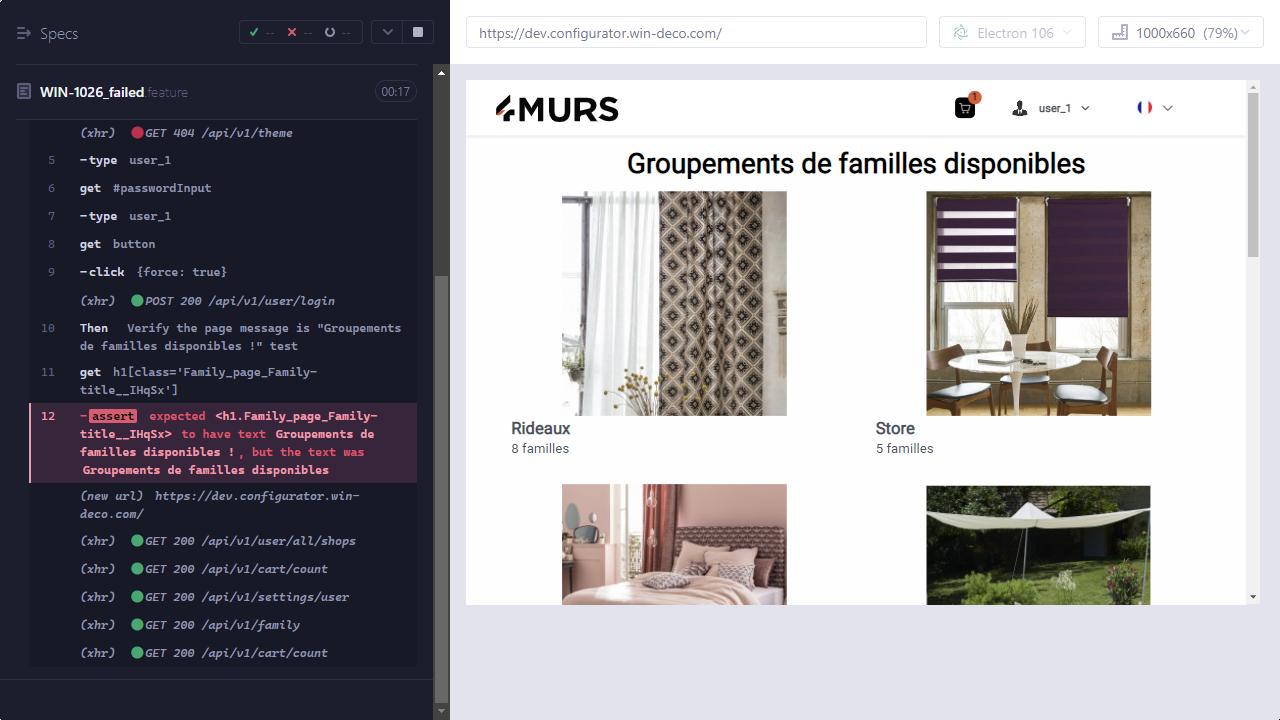 Specs
-- -- --
WIN-1026_failed.feature
00:17
(xhr) GET 404 /api/v1/theme
5 -type user_1
6 get #passwordInput
7 -type user_1
8 get button
9 -click {force: true}
(xhr) POST 200 /api/v1/user/login
10 Then Verify the page message is "Groupements
de familles disponibles !" test
11 get h1[class='Family_page_Family-
title__IHqSx']
12 -assert expected <h1.Family_page_Family-
title__IHqSx> to have text Groupements de
familles disponibles !, but the text was
Groupements de familles disponibles
(new url) https://dev.configurator.win-
deco.com/
(xhr) GET 200 /api/v1/user/all/shops
(xhr) GET 200 /api/v1/cart/count
(xhr) GET 200 /api/v1/settings/user
(xhr) GET 200 /api/v1/family
(xhr) GET 200 /api/v1/cart/count
https://dev.configurator.win-deco.com/
Electron 106
1000x660 (79%)
4MURS
1
user_1
Groupements de familles disponibles
Rideaux
8 familles
Store
5 familles